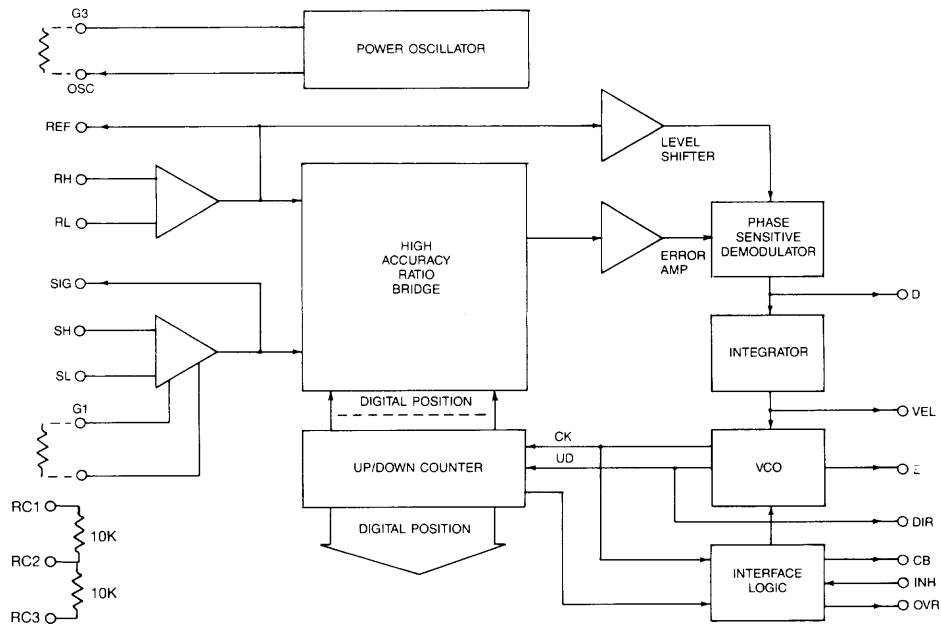 G3
POWER OSCILLATOR
OSC
REF
LEVEL
SHIFTER
RH
RL
HIGH
ACCURACY
RATIO
BRIDGE
ERROR
AMP
PHASE
SENSITIVE
DEMODULATOR
SIG
D
SH
SL
INTEGRATOR
G1
DIGITAL POSITION
VEL
CK
UD
UP/DOWN COUNTER
VCO
E
RC1
10K
DIGITAL POSITION
DIR
RC2
10K
INTERFACE
LOGIC
CB
INH
OVR
RC3